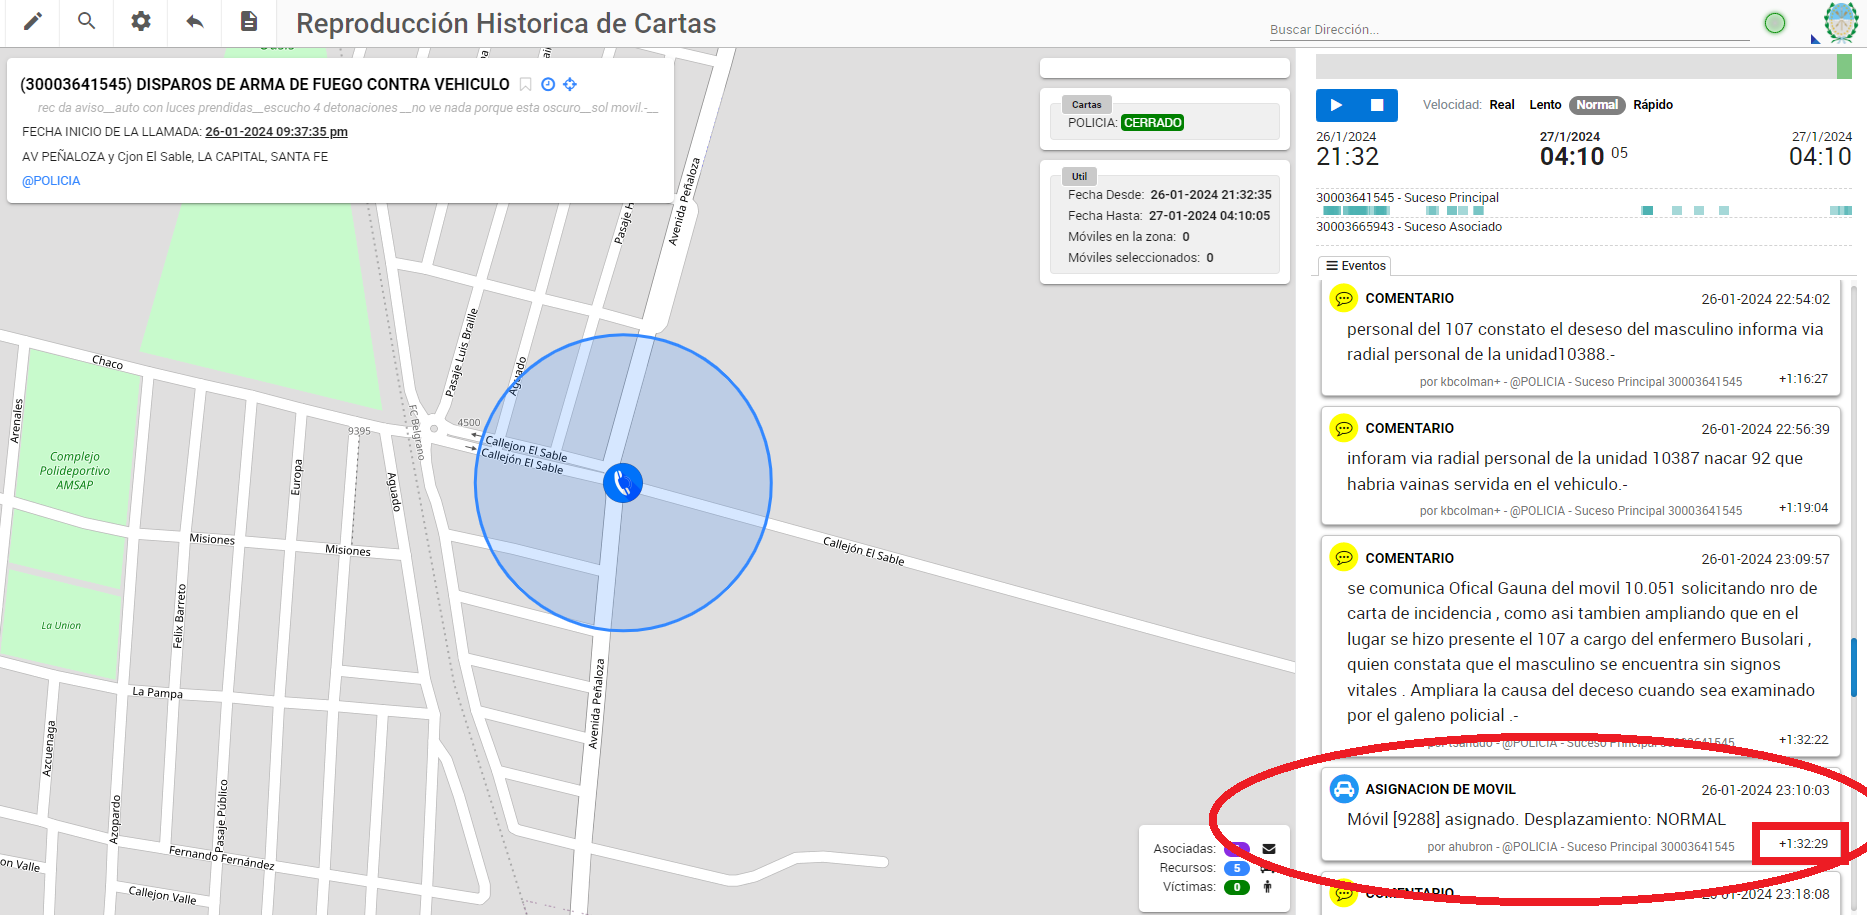 Reproducción Historica de Cartas
Buscar Dirección...
(30003641545) DISPAROS DE ARMA DE FUEGO CONTRA VEHICULO
rec da aviso__auto con luces prendidas__escucho 4 detonaciones __no ve nada porque esta oscuro__sol movil.-__
FECHA INICIO DE LA LLAMADA: 26-01-2024 09:37:35 pm
AV PEÑALOZA y Cjon El Sable, LA CAPITAL, SANTA FE
@POLICIA
Cartas
POLICIA: CERRADO
Util
Fecha Desde: 26-01-2024 21:32:35
Fecha Hasta: 27-01-2024 04:10:05
Móviles en la zona: 0
Móviles seleccionados: 0
Velocidad: Real Lento Normal Rápido
26/1/2024 27/1/2024 27/1/2024
21:32 04:10 05 04:10
30003641545 - Suceso Principal
30003665943 - Suceso Asociado
Eventos
COMENTARIO 26-01-2024 22:54:02
personal del 107 constato el deseso del masculino informa via
radial personal de la unidad10388.-
por kbcolman+ - @POLICIA - Suceso Principal 30003641545 +1:16:27
COMENTARIO 26-01-2024 22:56:39
inforam via radial personal de la unidad 10387 nacar 92 que
habria vainas servida en el vehiculo.-
por kbcolman+ - @POLICIA - Suceso Principal 30003641545 +1:19:04
COMENTARIO 26-01-2024 23:09:57
se comunica Ofical Gauna del movil 10.051 solicitando nro de
carta de incidencia , como asi tambien ampliando que en el
lugar se hizo presente el 107 a cargo del enfermero Busolari ,
quien constata que el masculino se encuentra sin signos
vitales . Ampliara la causa del deceso cuando sea examinado
por el galeno policial .-
@POLICIA - Suceso Principal 30003641545 +1:32:22
ASIGNACION DE MOVIL 26-01-2024 23:10:03
Móvil [9288] asignado. Desplazamiento: NORMAL
por ahubron - @POLICIA - Suceso Principal 30003641545 +1:32:29
COMENTARIO 26-01-2024 23:18:08
Asociadas:
Recursos: 5
Víctimas: 0
Avenida Peñaloza
Pasaje H
Pasaje Luis Braille
Aguado
Chaco
Arenales
FC Belgrano
9395
4500
Callejon El Sable
Callejón El Sable
Callejón El Sable
Complejo
Polideportivo
AMSAP
Europa
Aguado
Misiones
Misiones
Felix Barreto
La Union
La Pampa
Avenida Peñaloza
Azcuenaga
Azopardo
Pasaje Público
Fernando Fernández
on Valle
Callejon Valle